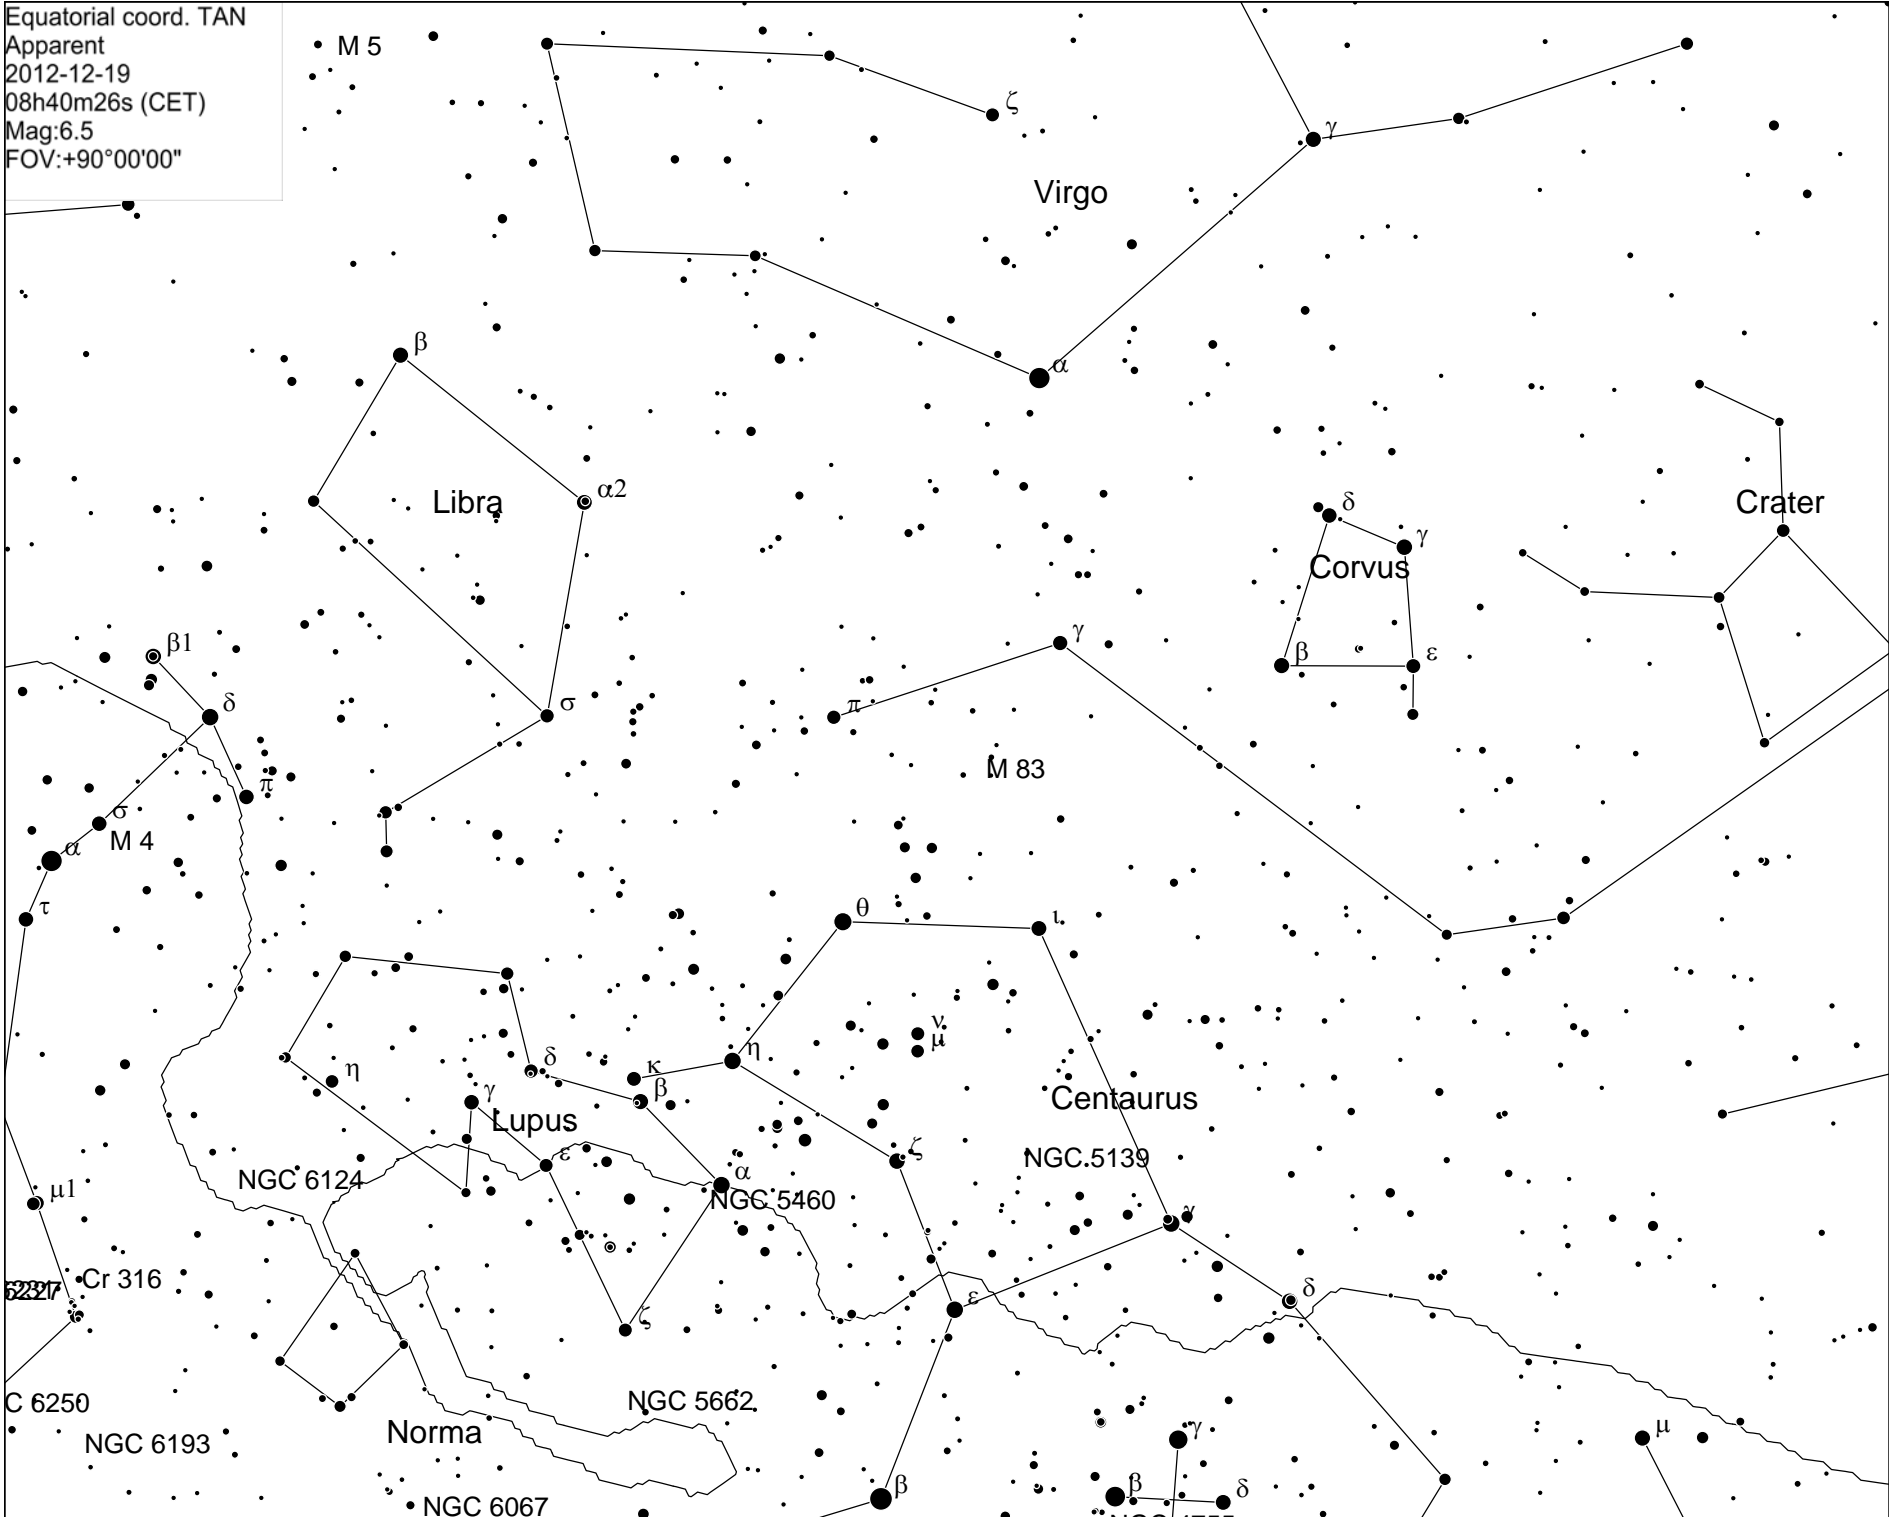 Equatorial coord. TAN
Apparent
2012-12-19
08h40m26s (CET)
Mag:6.5
FOV:+90°00'00"
M 5
ζ
γ
Virgo
β
α
α2
Libra
δ
Crater
γ
Corvus
β1
γ
β
ε
δ
σ
π
M 83
π
σ
M 4
α
τ
θ
ι
ν
μ
δ
η
κ
η
β
γ
Centaurus
Lupus
ζ
NGC 5139
ε
α
NGC 6124
μ1
NGC 5460
γ
Cr 316
ε
δ
ζ
C 6250
NGC 5662
Norma
γ
μ
NGC 6193
β
β
δ
NGC 6067